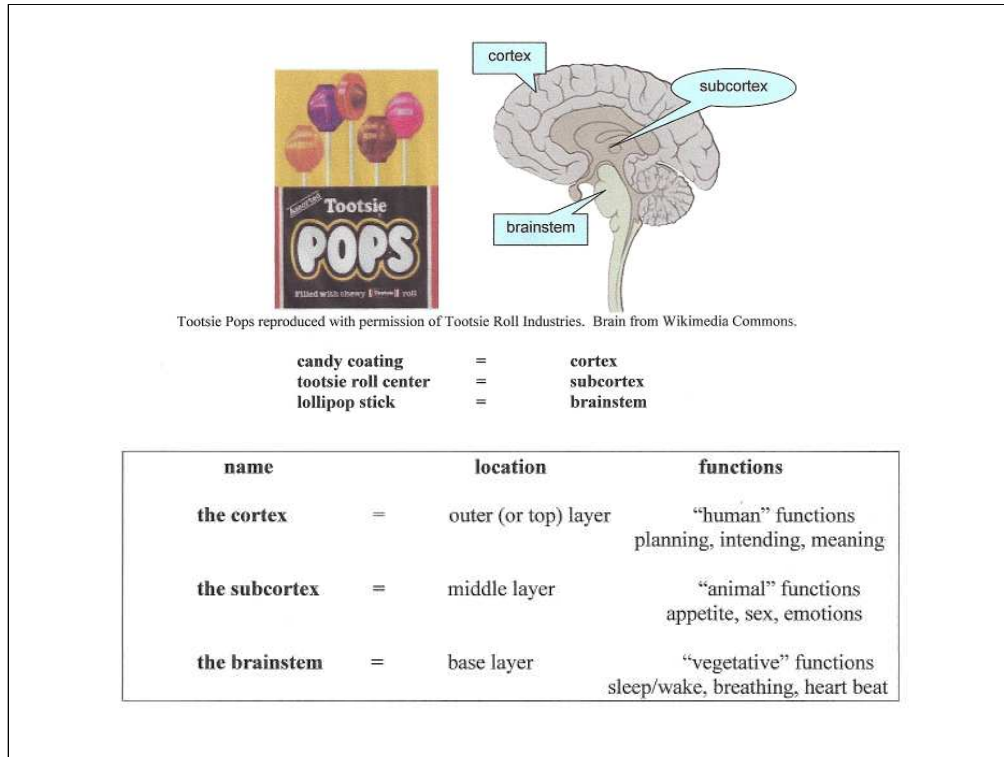 cortex
subcortex
brainstem
Assorted
Tootsie
POPS
Filled with chewy Tootsie roll
Tootsie Pops reproduced with permission of Tootsie Roll Industries. Brain from Wikimedia Commons.
candy coating = cortex
tootsie roll center = subcortex
lollipop stick = brainstem
name location functions
the cortex = outer (or top) layer “human” functions
planning, intending, meaning
the subcortex = middle layer “animal” functions
appetite, sex, emotions
the brainstem = base layer “vegetative” functions
sleep/wake, breathing, heart beat